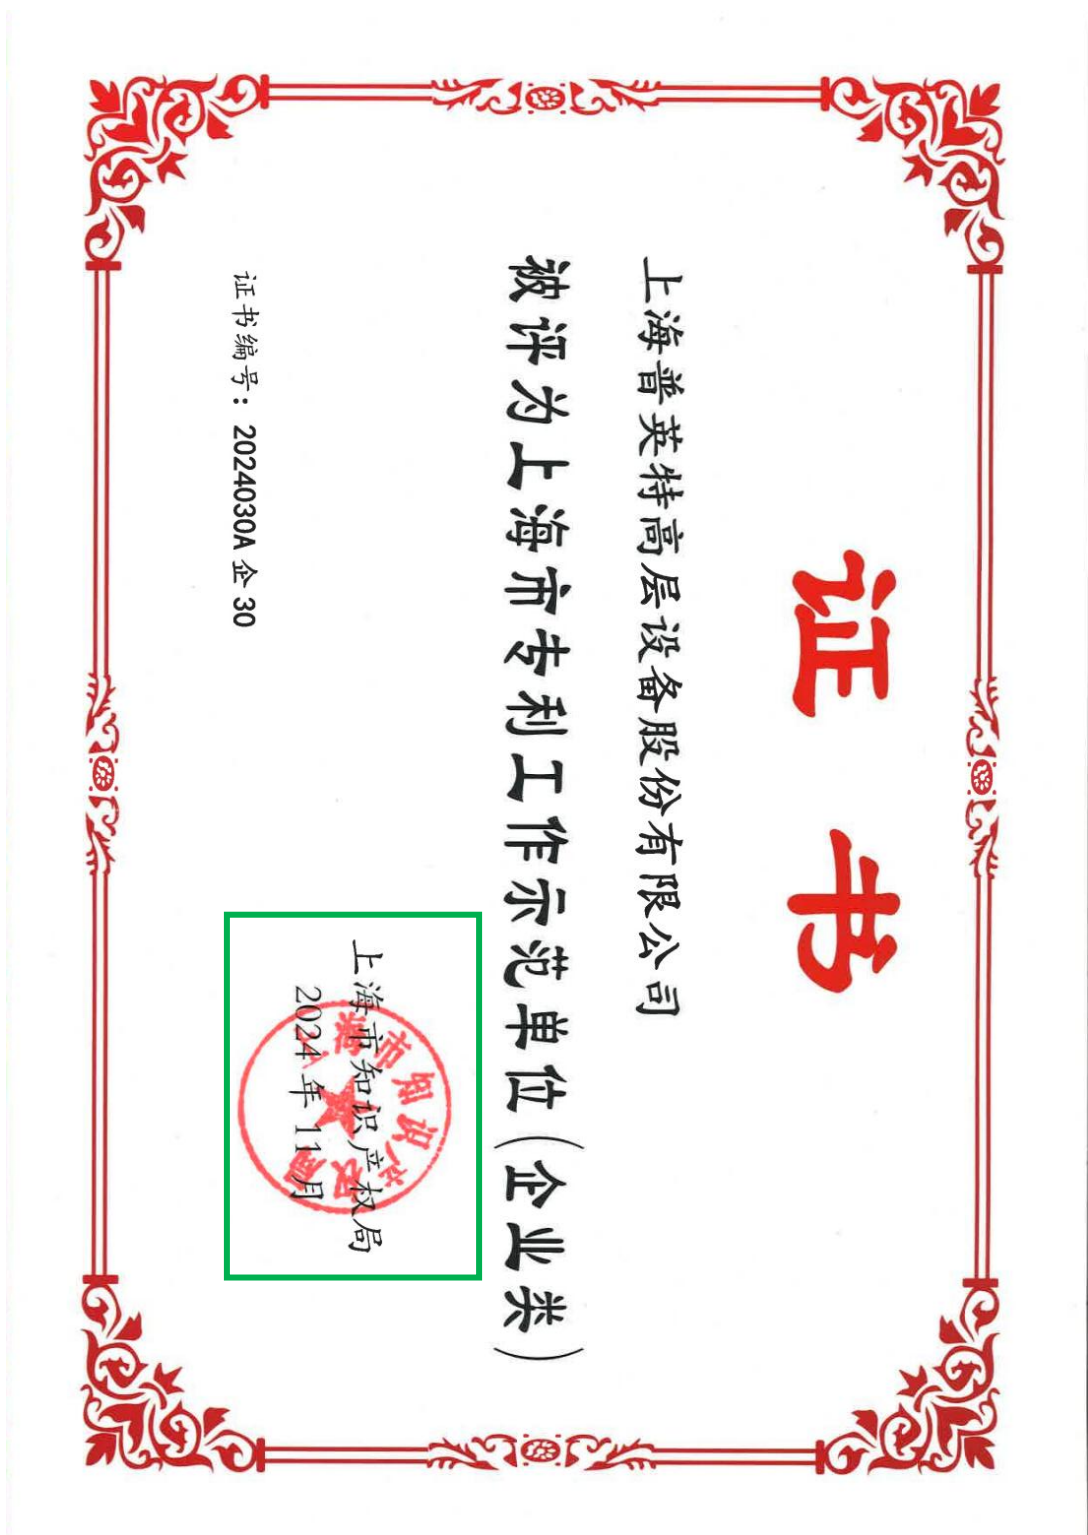 证书
上海普英特高层设备股份有限公司
被评为上海市专利工作示范单位(企业类)
上海市知识产权局
2024年11月
证书编号：2024030A企30